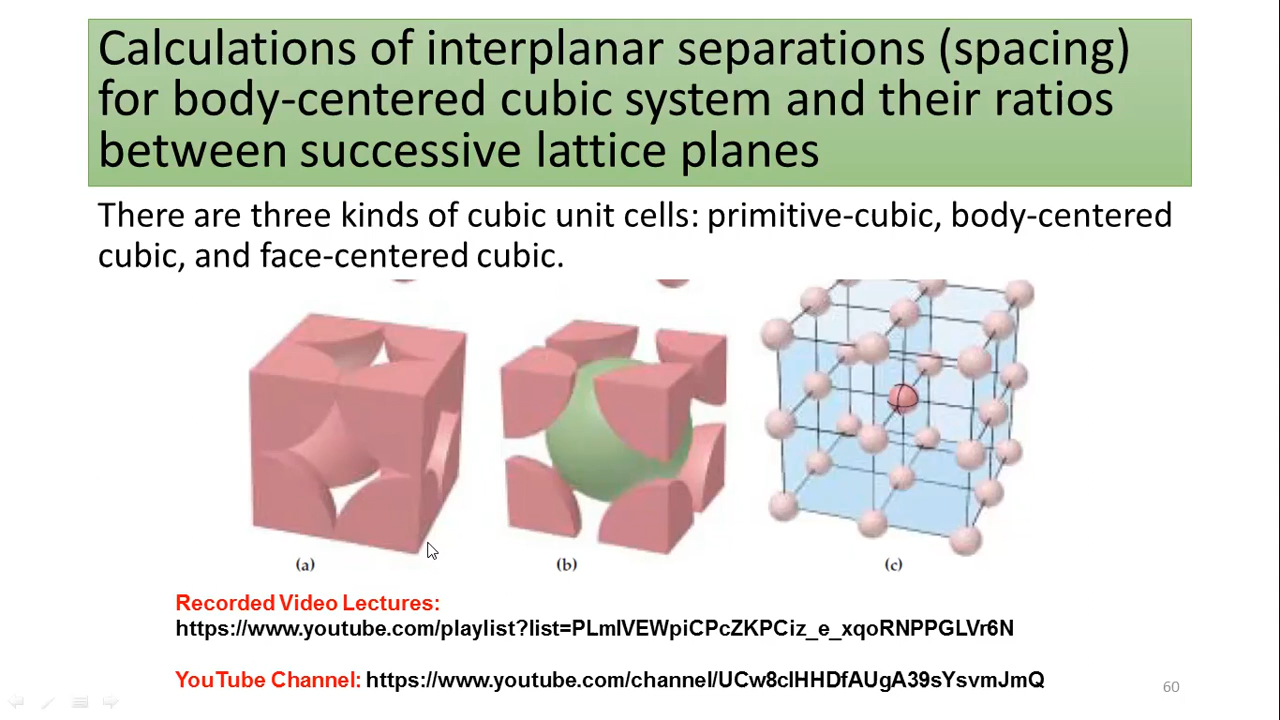 Calculations of interplanar separations (spacing)
for body-centered cubic system and their ratios
between successive lattice planes
There are three kinds of cubic unit cells: primitive-cubic, body-centered
cubic, and face-centered cubic.
(a) (b) (c)
Recorded Video Lectures:
https://www.youtube.com/playlist?list=PLmIVEWpiCPcZKPCiz_e_xqoRNPPGLVr6N
YouTube Channel: https://www.youtube.com/channel/UCw8clHHDfAUgA39sYsvmJmQ
60